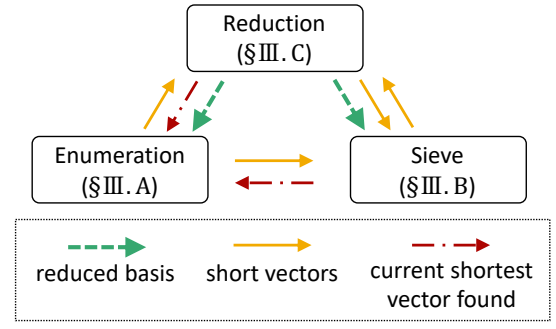 Reduction
(§Ⅲ. C)
Enumeration
(§Ⅲ. A)
Sieve
(§Ⅲ. B)
reduced basis
short vectors
current shortest
vector found